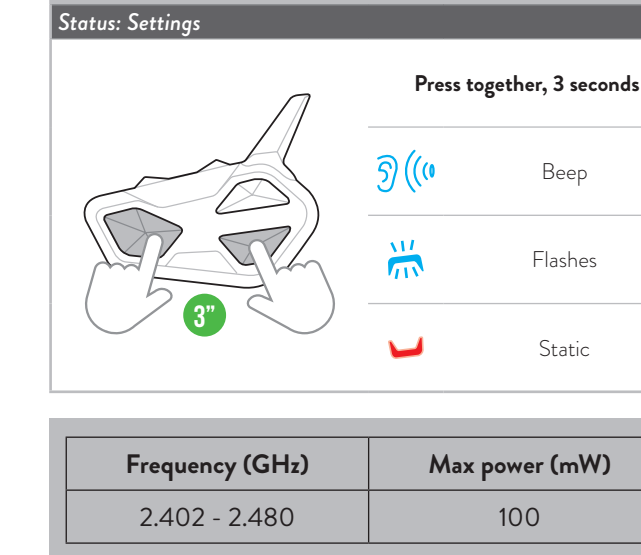 Status: Settings
Press together, 3 seconds
Beep
Flashes
Static
3”
Frequency (GHz) Max power (mW)
2.402 - 2.480 100